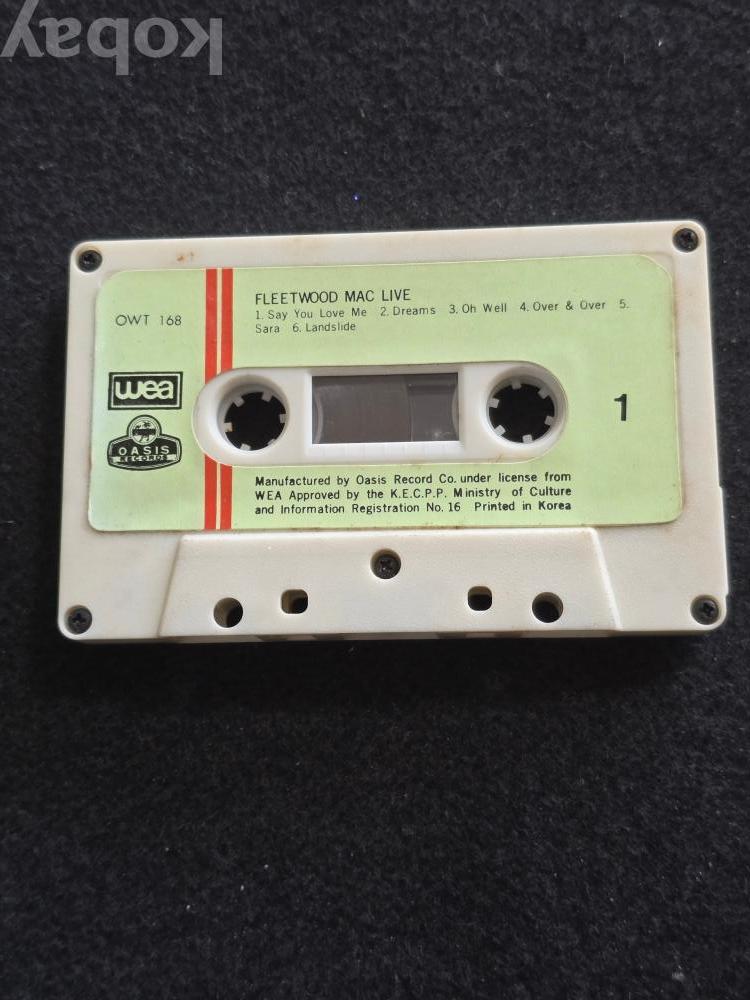 kobay
FLEETWOOD MAC LIVE
1. Say You Love Me 2. Dreams 3. Oh Well 4. Over & Over 5.
Sara 6. Landslide
OWT 168
wea
OASIS
RECORDS
1
Manufactured by Oasis Record Co. under license from
WEA Approved by the K.E.C.P.P. Ministry of Culture
and Information Registration No. 16 Printed in Korea